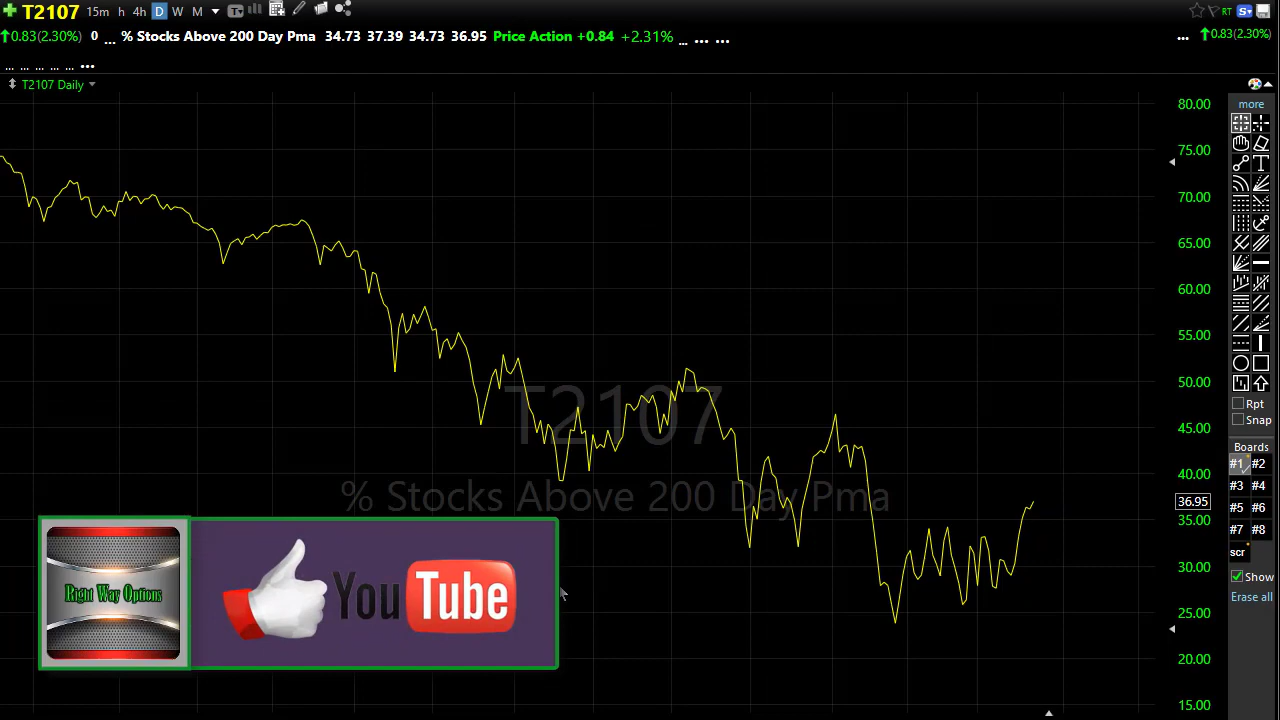 T2107 15m h 4h D W M T RT S
↑0.83(2.30%) 0 ... % Stocks Above 200 Day Pma 34.73 37.39 34.73 36.95 Price Action +0.84 +2.31% ... ... ... ... ↑0.83(2.30%)
... ... ... ... ... ...
T2107 Daily
80.00
75.00
70.00
65.00
60.00
55.00
50.00
45.00
40.00
36.95
35.00
30.00
25.00
20.00
15.00
T2107
% Stocks Above 200 Day Pma
Right Way Options
YouTube
more
T
Rpt
Snap
Boards
#1 #2
#3 #4
#5 #6
#7 #8
scr
Show
Erase all